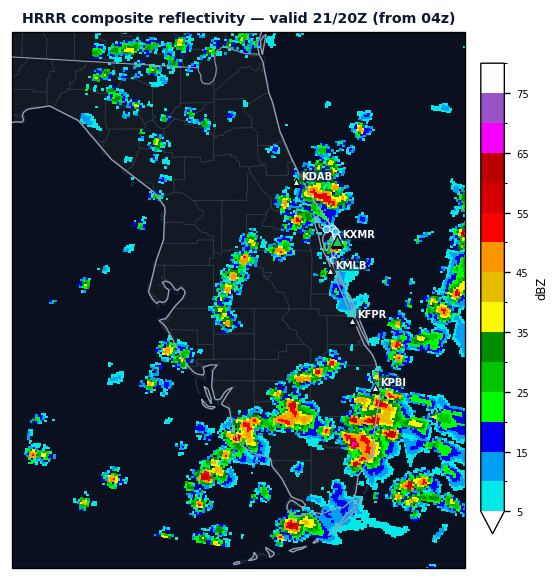 HRRR composite reflectivity — valid 21/20Z (from 04z)
KDAB
KXMR
KMLB
KFPR
KPBI
75
65
55
45
35
25
15
5
dBZ